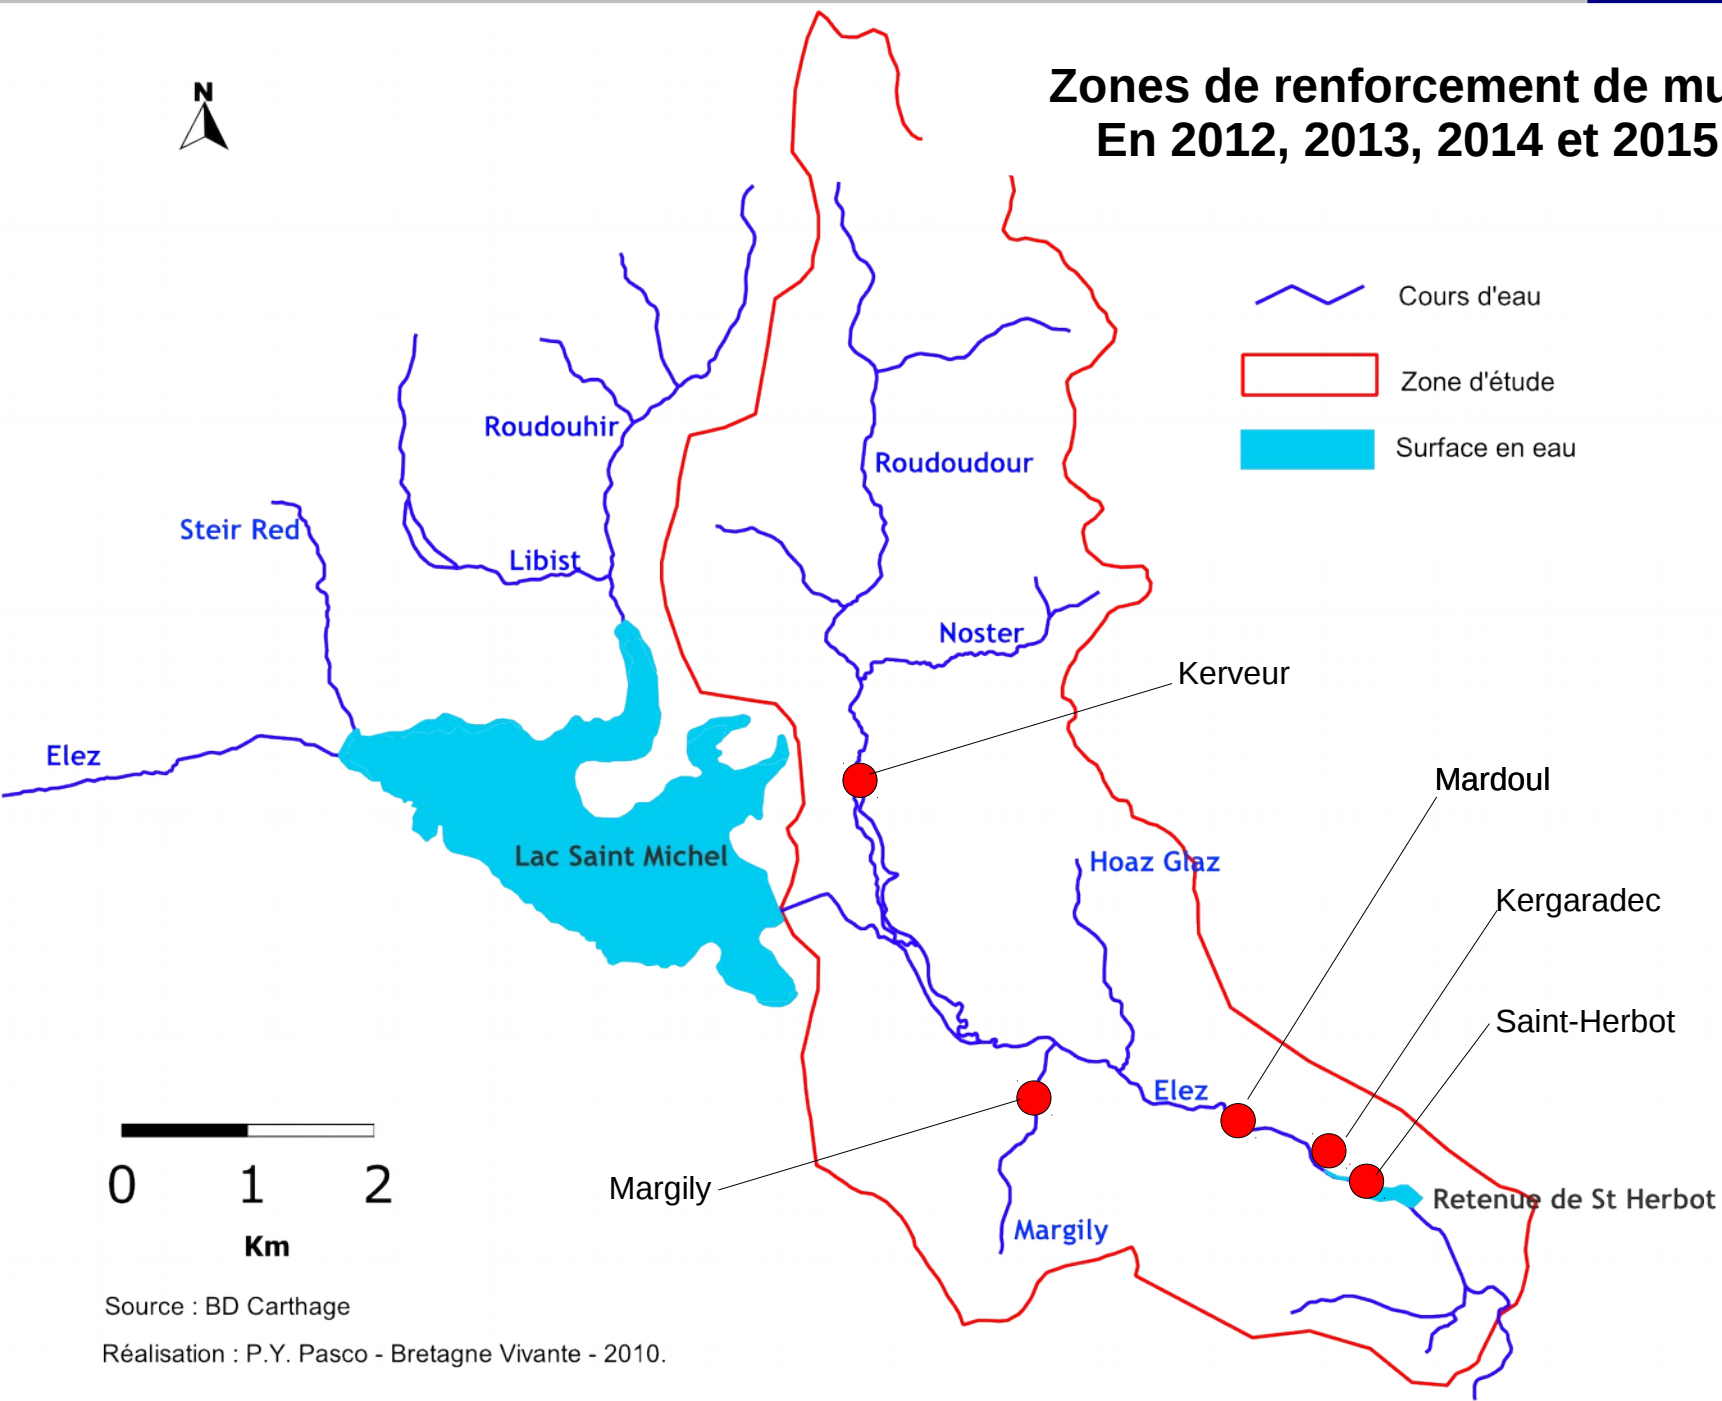 Zones de renforcement de
En 2012, 2013, 2014 et 2015
N
Cours d'eau
Zone d'étude
Surface en eau
Roudouhir
Roudoudour
Steir Red
Libist
Noster
Kerveur
Elez
Mardoul
Lac Saint Michel
Hoaz Glaz
Kergaradec
Saint-Herbot
Elez
Margily
Retenue de St Herbot
Margily
0 1 2
Km
Source : BD Carthage
Réalisation : P.Y. Pasco - Bretagne Vivante - 2010.